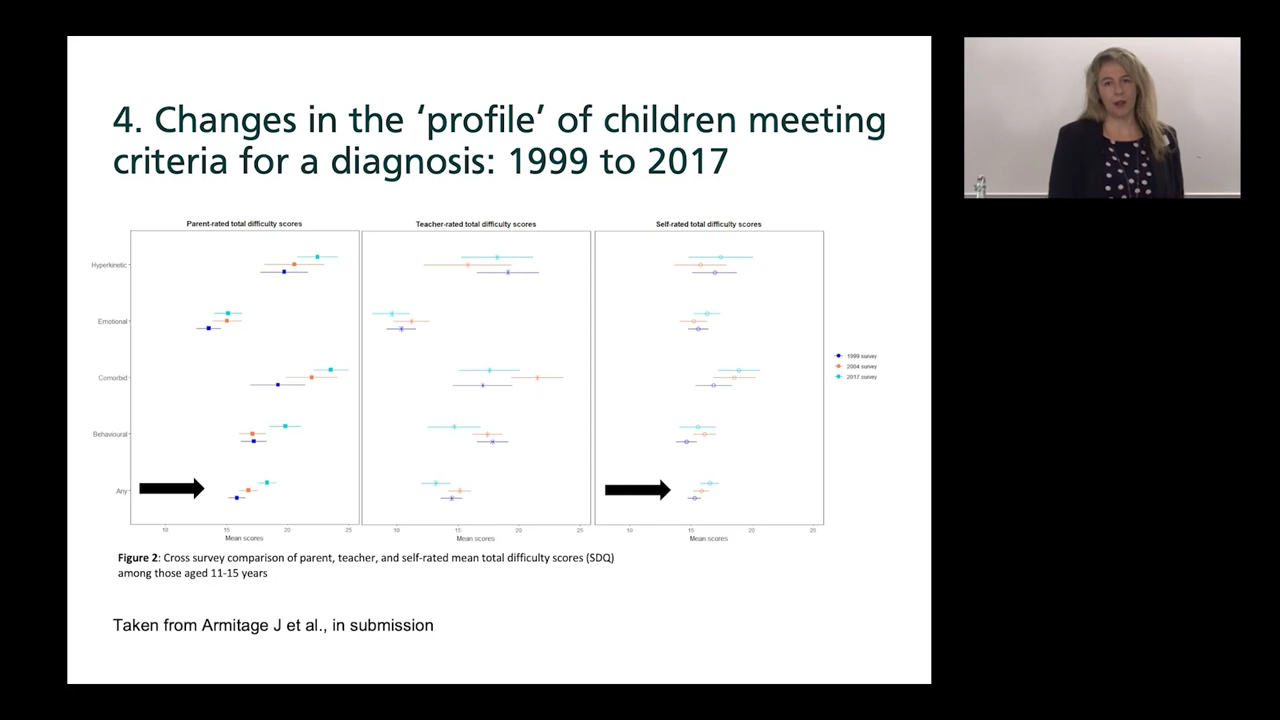 4. Changes in the ‘profile’ of children meeting
criteria for a diagnosis: 1999 to 2017
Parent-rated total difficulty scores
Teacher-rated total difficulty scores
Self-rated total difficulty scores
Hyperkinetic
Emotional
Comorbid
Behavioural
Any
1999 survey
2004 survey
2017 survey
10 15 20 25
10 15 20 25
10 15 20 25
Mean scores
Mean scores
Mean scores
Figure 2: Cross survey comparison of parent, teacher, and self-rated mean total difficulty scores (SDQ)
among those aged 11-15 years
Taken from Armitage J et al., in submission